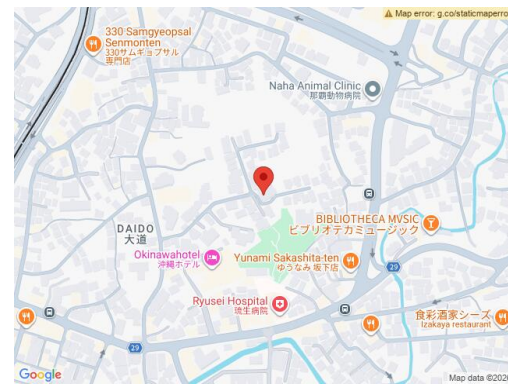 Map error: g.co/staticmaperro
330 Samgyeopsal
Senmonten
330サムギョプサル
専門店
Naha Animal Clinic
那覇動物病院
BIBLIOTHECA MVSIC
ビブリオテカミュージック
DAIDO
大道
Okinawahotel
沖縄ホテル
Yunami Sakashita-ten
ゆうなみ 坂下店
29
Ryusei Hospital
琉生病院
食彩酒家シーズ
Izakaya restaurant
29
Google
Map data ©2026